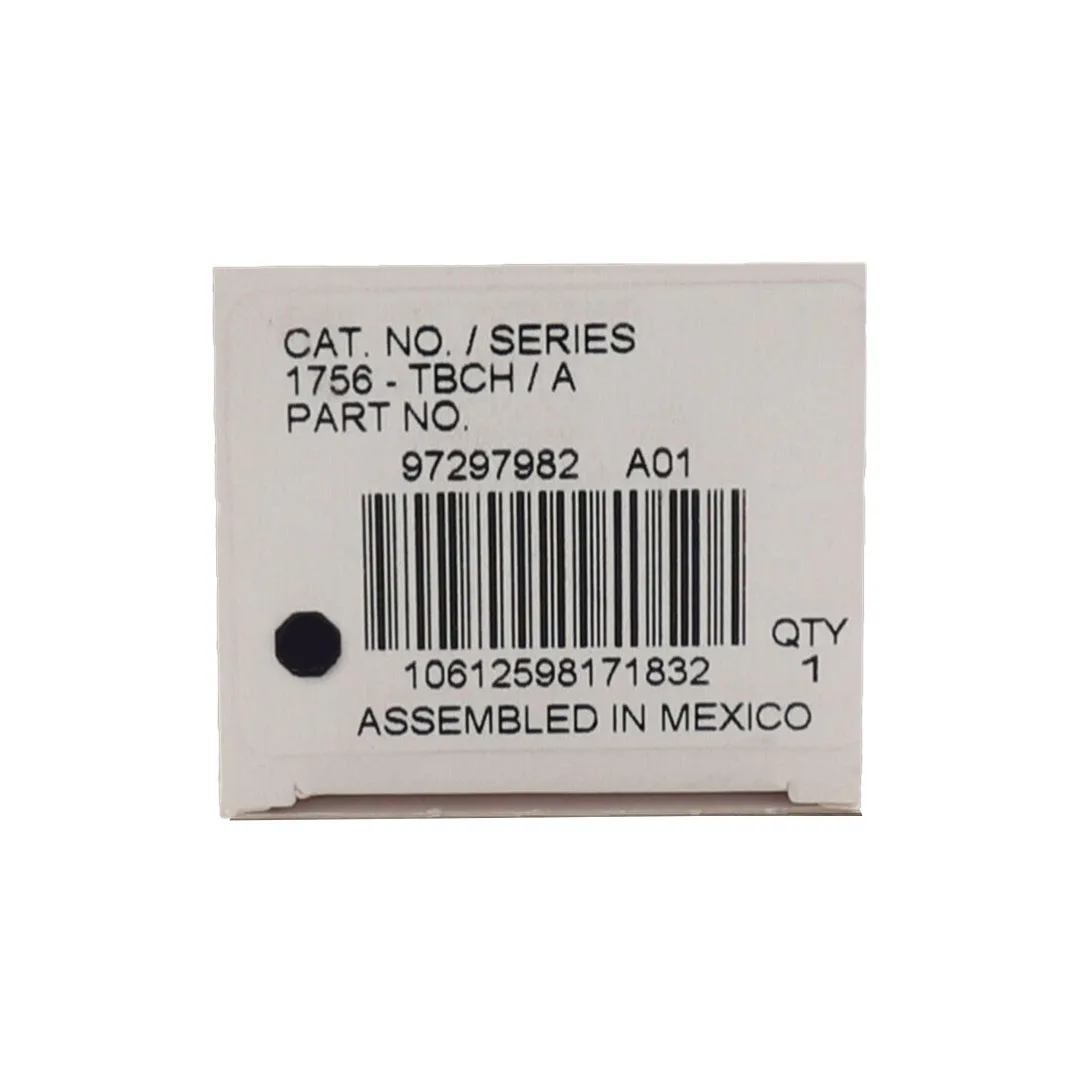 CAT. NO. / SERIES
1756 - TBCH / A
PART NO.
97297982 A01
10612598171832
QTY
1
ASSEMBLED IN MEXICO